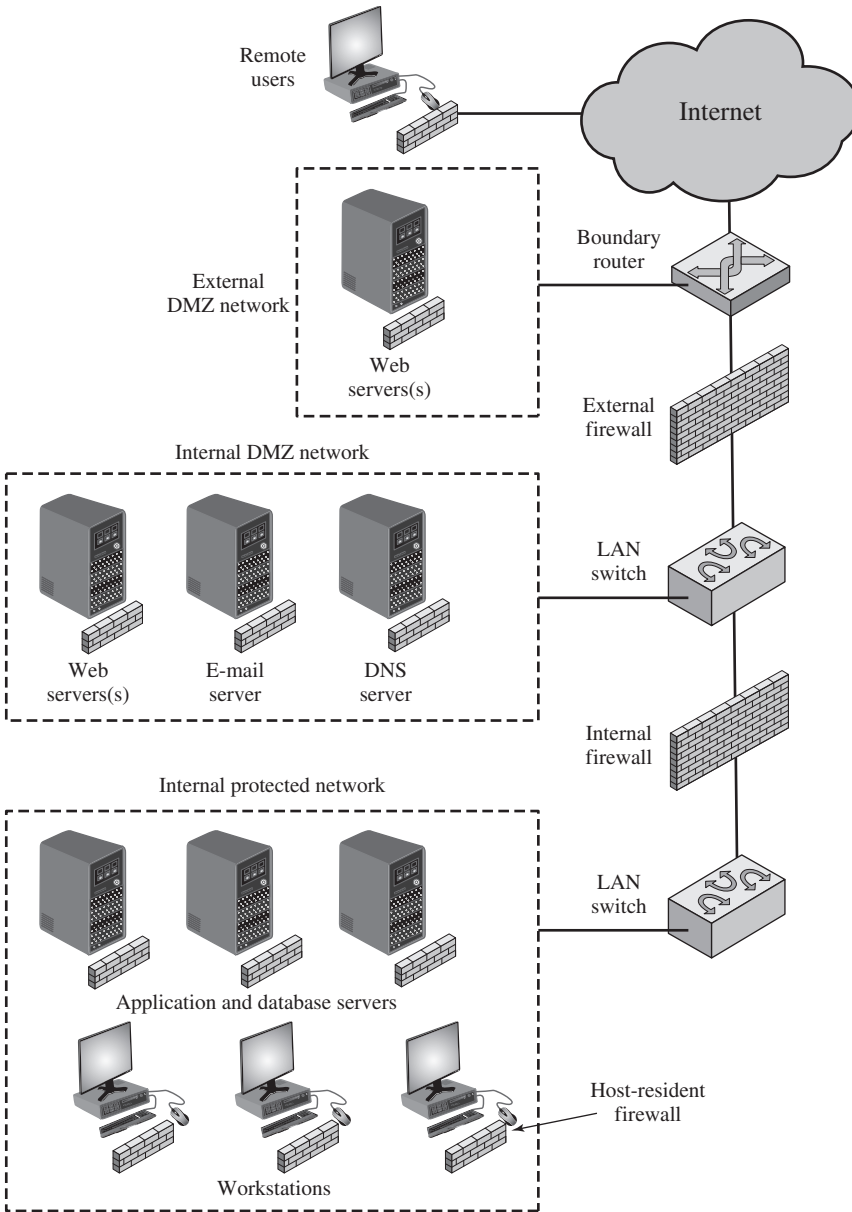 Remote
users
Internet
Boundary
router
External
DMZ network
Web
servers(s)
External
firewall
Internal DMZ network
LAN
switch
Web
servers(s)
E-mail
server
DNS
server
Internal
firewall
Internal protected network
LAN
switch
Application and database servers
Host-resident
firewall
Workstations